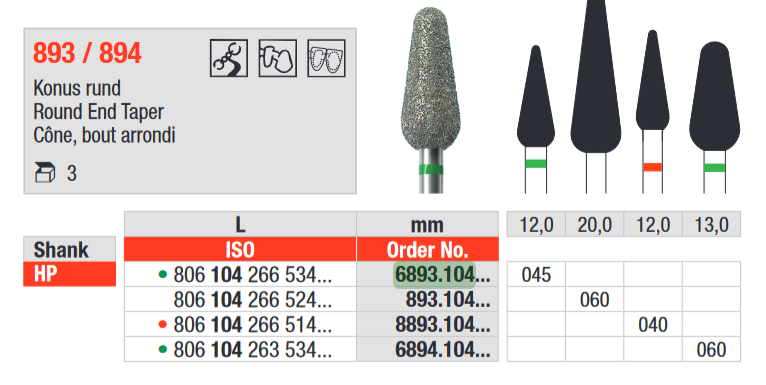 893 / 894
Konus rund
Round End Taper
Cône, bout arrondi
3
L mm 12,0 20,0 12,0 13,0
Shank ISO Order No.
HP 806 104 266 534... 6893.104... 045
806 104 266 524... 893.104... 060
806 104 266 514... 8893.104... 040
806 104 263 534... 6894.104... 060